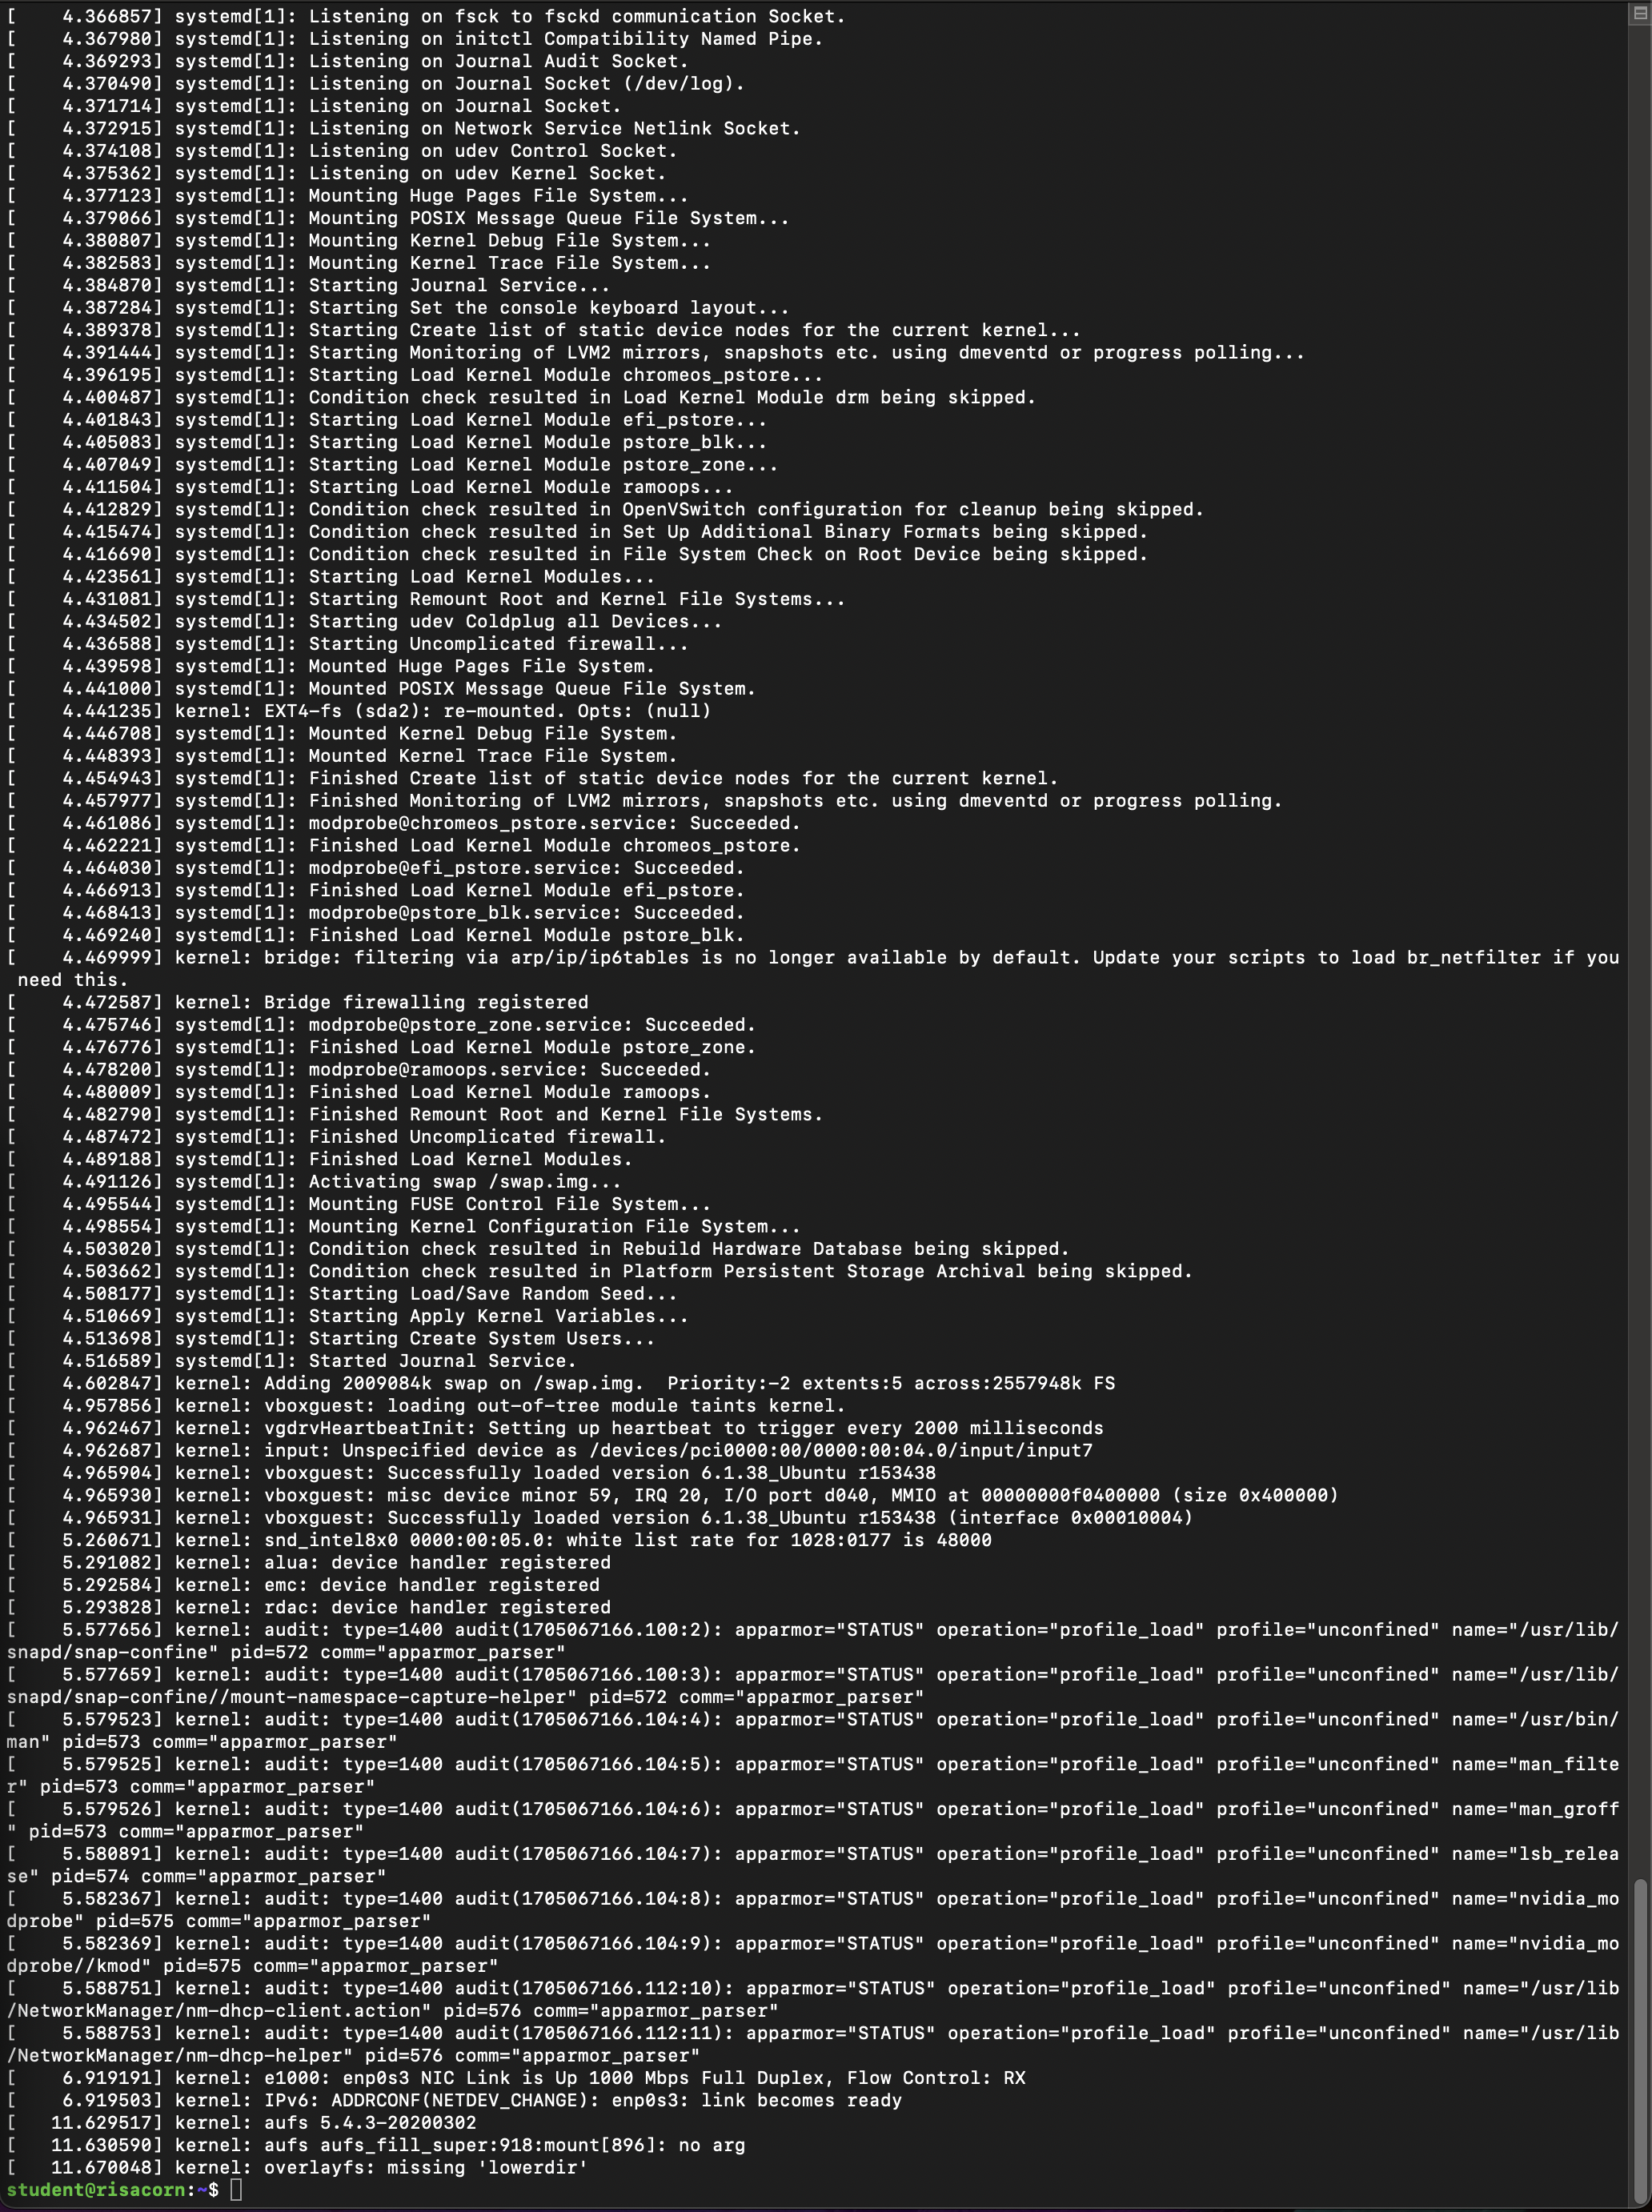 [    4.366857] systemd[1]: Listening on fsck to fsckd communication Socket.
[    4.367980] systemd[1]: Listening on initctl Compatibility Named Pipe.
[    4.369293] systemd[1]: Listening on Journal Audit Socket.
[    4.370490] systemd[1]: Listening on Journal Socket (/dev/log).
[    4.371714] systemd[1]: Listening on Journal Socket.
[    4.372915] systemd[1]: Listening on Network Service Netlink Socket.
[    4.374108] systemd[1]: Listening on udev Control Socket.
[    4.375362] systemd[1]: Listening on udev Kernel Socket.
[    4.377123] systemd[1]: Mounting Huge Pages File System...
[    4.379066] systemd[1]: Mounting POSIX Message Queue File System...
[    4.380807] systemd[1]: Mounting Kernel Debug File System...
[    4.382583] systemd[1]: Mounting Kernel Trace File System...
[    4.384870] systemd[1]: Starting Journal Service...
[    4.387284] systemd[1]: Starting Set the console keyboard layout...
[    4.389378] systemd[1]: Starting Create list of static device nodes for the current kernel...
[    4.391444] systemd[1]: Starting Monitoring of LVM2 mirrors, snapshots etc. using dmeventd or progress polling...
[    4.396195] systemd[1]: Starting Load Kernel Module chromeos_pstore...
[    4.400487] systemd[1]: Condition check resulted in Load Kernel Module drm being skipped.
[    4.401843] systemd[1]: Starting Load Kernel Module efi_pstore...
[    4.405083] systemd[1]: Starting Load Kernel Module pstore_blk...
[    4.407049] systemd[1]: Starting Load Kernel Module pstore_zone...
[    4.411504] systemd[1]: Starting Load Kernel Module ramoops...
[    4.412829] systemd[1]: Condition check resulted in OpenVSwitch configuration for cleanup being skipped.
[    4.415474] systemd[1]: Condition check resulted in Set Up Additional Binary Formats being skipped.
[    4.416690] systemd[1]: Condition check resulted in File System Check on Root Device being skipped.
[    4.423561] systemd[1]: Starting Load Kernel Modules...
[    4.431081] systemd[1]: Starting Remount Root and Kernel File Systems...
[    4.434502] systemd[1]: Starting udev Coldplug all Devices...
[    4.436588] systemd[1]: Starting Uncomplicated firewall...
[    4.439598] systemd[1]: Mounted Huge Pages File System.
[    4.441000] systemd[1]: Mounted POSIX Message Queue File System.
[    4.441235] kernel: EXT4-fs (sda2): re-mounted. Opts: (null)
[    4.446708] systemd[1]: Mounted Kernel Debug File System.
[    4.448393] systemd[1]: Mounted Kernel Trace File System.
[    4.454943] systemd[1]: Finished Create list of static device nodes for the current kernel.
[    4.457977] systemd[1]: Finished Monitoring of LVM2 mirrors, snapshots etc. using dmeventd or progress polling.
[    4.461086] systemd[1]: modprobe@chromeos_pstore.service: Succeeded.
[    4.462221] systemd[1]: Finished Load Kernel Module chromeos_pstore.
[    4.464030] systemd[1]: modprobe@efi_pstore.service: Succeeded.
[    4.466913] systemd[1]: Finished Load Kernel Module efi_pstore.
[    4.468413] systemd[1]: modprobe@pstore_blk.service: Succeeded.
[    4.469240] systemd[1]: Finished Load Kernel Module pstore_blk.
[    4.469999] kernel: bridge: filtering via arp/ip/ip6tables is no longer available by default. Update your scripts to load br_netfilter if you
 need this.
[    4.472587] kernel: Bridge firewalling registered
[    4.475746] systemd[1]: modprobe@pstore_zone.service: Succeeded.
[    4.476776] systemd[1]: Finished Load Kernel Module pstore_zone.
[    4.478200] systemd[1]: modprobe@ramoops.service: Succeeded.
[    4.480009] systemd[1]: Finished Load Kernel Module ramoops.
[    4.482790] systemd[1]: Finished Remount Root and Kernel File Systems.
[    4.487472] systemd[1]: Finished Uncomplicated firewall.
[    4.489188] systemd[1]: Finished Load Kernel Modules.
[    4.491126] systemd[1]: Activating swap /swap.img...
[    4.495544] systemd[1]: Mounting FUSE Control File System...
[    4.498554] systemd[1]: Mounting Kernel Configuration File System...
[    4.503020] systemd[1]: Condition check resulted in Rebuild Hardware Database being skipped.
[    4.503662] systemd[1]: Condition check resulted in Platform Persistent Storage Archival being skipped.
[    4.508177] systemd[1]: Starting Load/Save Random Seed...
[    4.510669] systemd[1]: Starting Apply Kernel Variables...
[    4.513698] systemd[1]: Starting Create System Users...
[    4.516589] systemd[1]: Started Journal Service.
[    4.602847] kernel: Adding 2009084k swap on /swap.img.  Priority:-2 extents:5 across:2557948k FS
[    4.957856] kernel: vboxguest: loading out-of-tree module taints kernel.
[    4.962467] kernel: vgdrvHeartbeatInit: Setting up heartbeat to trigger every 2000 milliseconds
[    4.962687] kernel: input: Unspecified device as /devices/pci0000:00/0000:00:04.0/input/input7
[    4.965904] kernel: vboxguest: Successfully loaded version 6.1.38_Ubuntu r153438
[    4.965930] kernel: vboxguest: misc device minor 59, IRQ 20, I/O port d040, MMIO at 00000000f0400000 (size 0x400000)
[    4.965931] kernel: vboxguest: Successfully loaded version 6.1.38_Ubuntu r153438 (interface 0x00010004)
[    5.260671] kernel: snd_intel8x0 0000:00:05.0: white list rate for 1028:0177 is 48000
[    5.291082] kernel: alua: device handler registered
[    5.292584] kernel: emc: device handler registered
[    5.293828] kernel: rdac: device handler registered
[    5.577656] kernel: audit: type=1400 audit(1705067166.100:2): apparmor="STATUS" operation="profile_load" profile="unconfined" name="/usr/lib/
snapd/snap-confine" pid=572 comm="apparmor_parser"
[    5.577659] kernel: audit: type=1400 audit(1705067166.100:3): apparmor="STATUS" operation="profile_load" profile="unconfined" name="/usr/lib/
snapd/snap-confine//mount-namespace-capture-helper" pid=572 comm="apparmor_parser"
[    5.579523] kernel: audit: type=1400 audit(1705067166.104:4): apparmor="STATUS" operation="profile_load" profile="unconfined" name="/usr/bin/
man" pid=573 comm="apparmor_parser"
[    5.579525] kernel: audit: type=1400 audit(1705067166.104:5): apparmor="STATUS" operation="profile_load" profile="unconfined" name="man_filte
r" pid=573 comm="apparmor_parser"
[    5.579526] kernel: audit: type=1400 audit(1705067166.104:6): apparmor="STATUS" operation="profile_load" profile="unconfined" name="man_groff
" pid=573 comm="apparmor_parser"
[    5.580891] kernel: audit: type=1400 audit(1705067166.104:7): apparmor="STATUS" operation="profile_load" profile="unconfined" name="lsb_relea
se" pid=574 comm="apparmor_parser"
[    5.582367] kernel: audit: type=1400 audit(1705067166.104:8): apparmor="STATUS" operation="profile_load" profile="unconfined" name="nvidia_mo
dprobe" pid=575 comm="apparmor_parser"
[    5.582369] kernel: audit: type=1400 audit(1705067166.104:9): apparmor="STATUS" operation="profile_load" profile="unconfined" name="nvidia_mo
dprobe//kmod" pid=575 comm="apparmor_parser"
[    5.588751] kernel: audit: type=1400 audit(1705067166.112:10): apparmor="STATUS" operation="profile_load" profile="unconfined" name="/usr/lib
/NetworkManager/nm-dhcp-client.action" pid=576 comm="apparmor_parser"
[    5.588753] kernel: audit: type=1400 audit(1705067166.112:11): apparmor="STATUS" operation="profile_load" profile="unconfined" name="/usr/lib
/NetworkManager/nm-dhcp-helper" pid=576 comm="apparmor_parser"
[    6.919191] kernel: e1000: enp0s3 NIC Link is Up 1000 Mbps Full Duplex, Flow Control: RX
[    6.919503] kernel: IPv6: ADDRCONF(NETDEV_CHANGE): enp0s3: link becomes ready
[   11.629517] kernel: aufs 5.4.3-20200302
[   11.630590] kernel: aufs aufs_fill_super:918:mount[896]: no arg
[   11.670048] kernel: overlayfs: missing 'lowerdir'
student@risacorn:~$